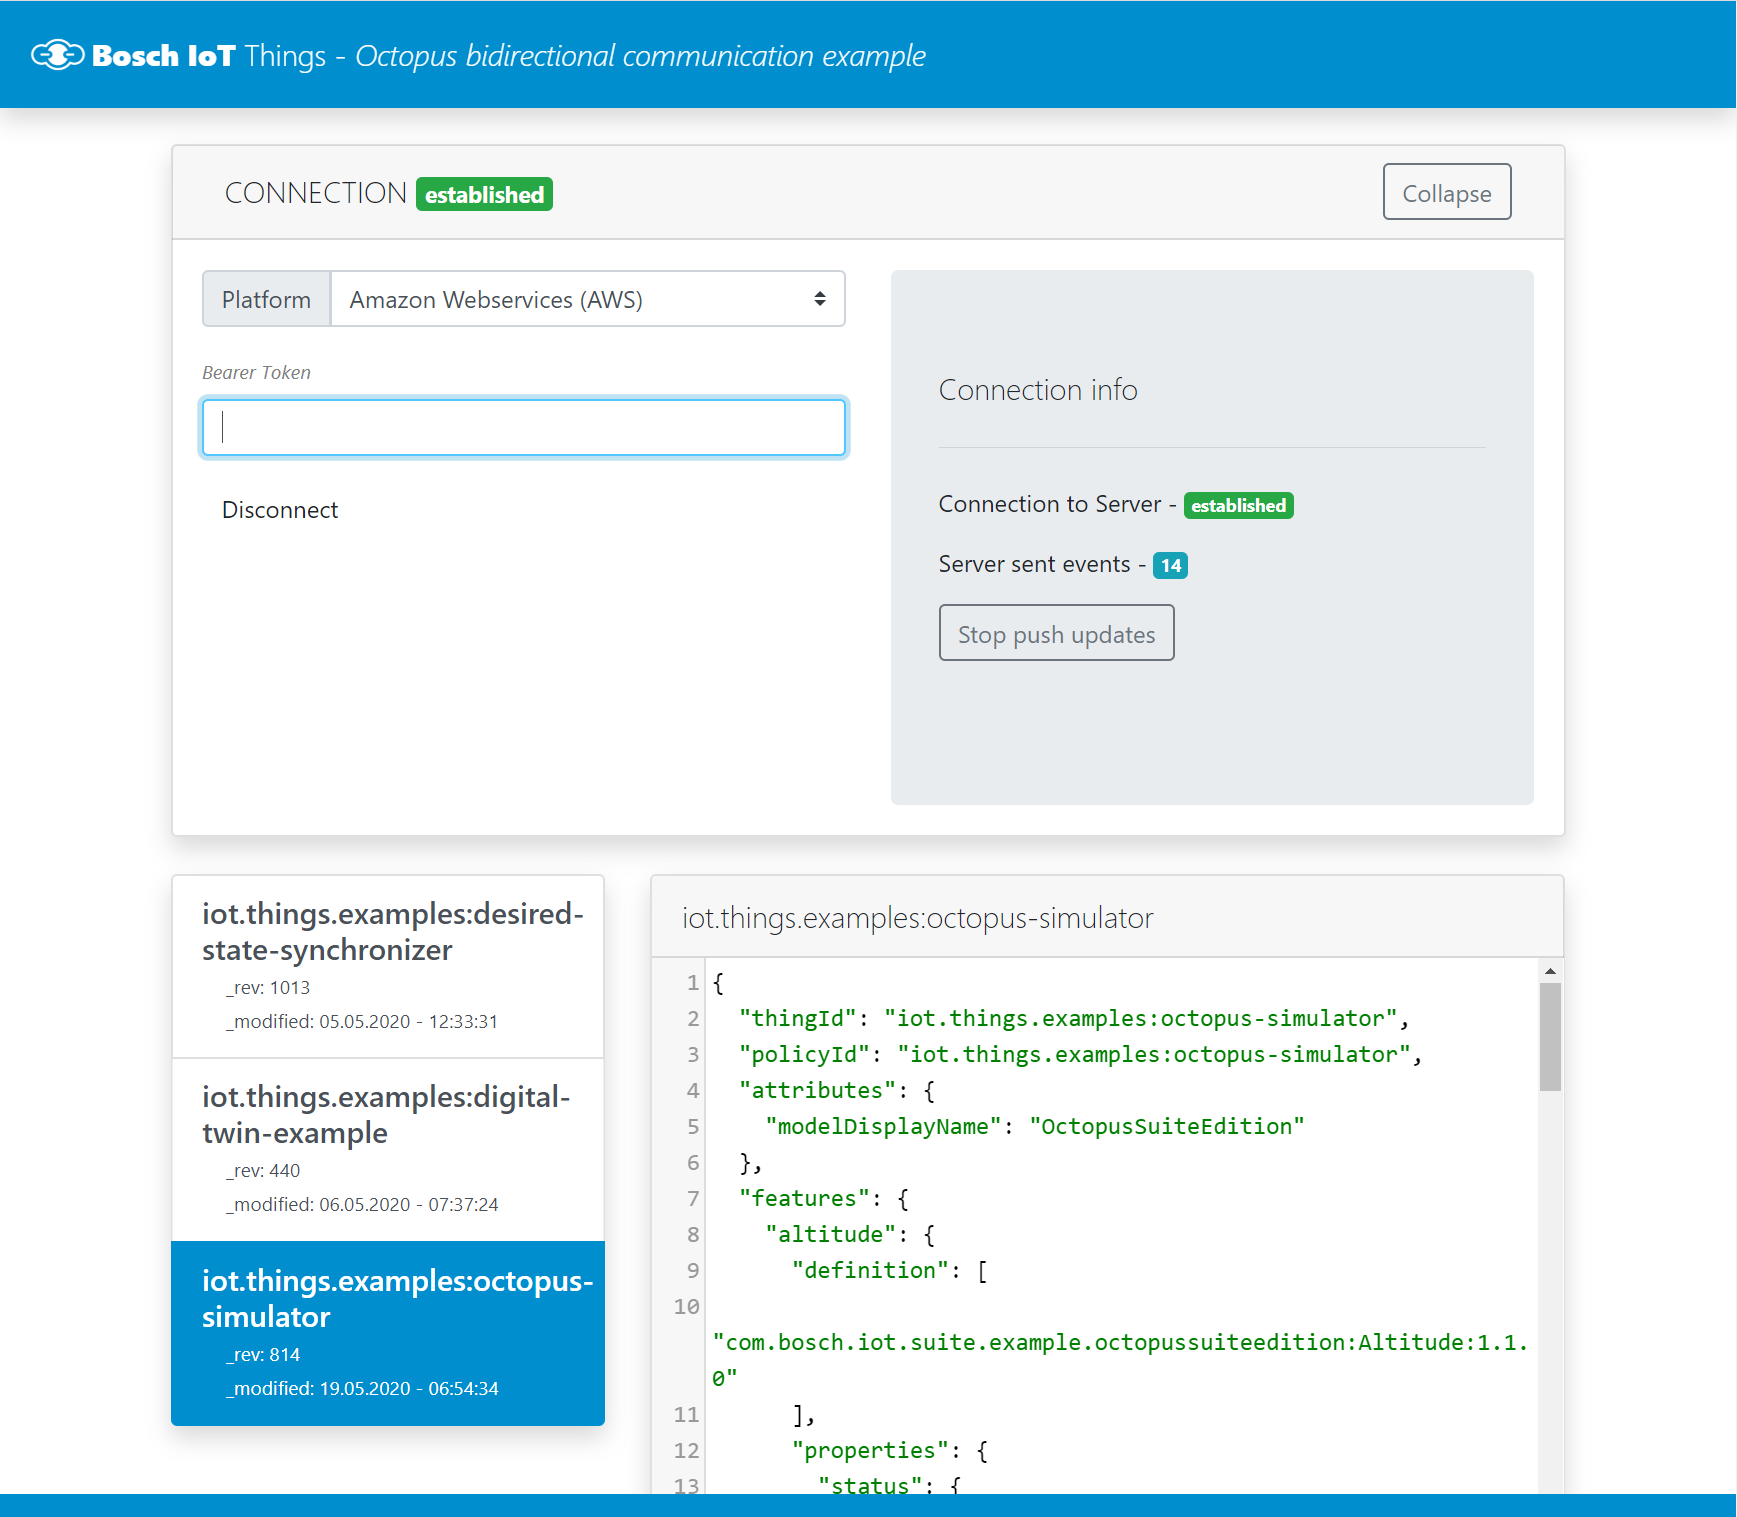 Bosch IoT Things - Octopus bidirectional communication example
CONNECTION established
Collapse
Platform
Amazon Webservices (AWS)
Bearer Token
Disconnect
Connection info
Connection to Server - established
Server sent events - 14
Stop push updates
iot.things.examples:desired-
state-synchronizer
_rev: 1013
_modified: 05.05.2020 - 12:33:31
iot.things.examples:digital-
twin-example
_rev: 440
_modified: 06.05.2020 - 07:37:24
iot.things.examples:octopus-
simulator
_rev: 814
_modified: 19.05.2020 - 06:54:34
iot.things.examples:octopus-simulator
1 {
2   "thingId": "iot.things.examples:octopus-simulator",
3   "policyId": "iot.things.examples:octopus-simulator",
4   "attributes": {
5     "modelDisplayName": "OctopusSuiteEdition"
6   },
7   "features": {
8     "altitude": {
9       "definition": [
10
"com.bosch.iot.suite.example.octopussuiteedition:Altitude:1.1.
0"
11       ],
12       "properties": {
13         "status": {